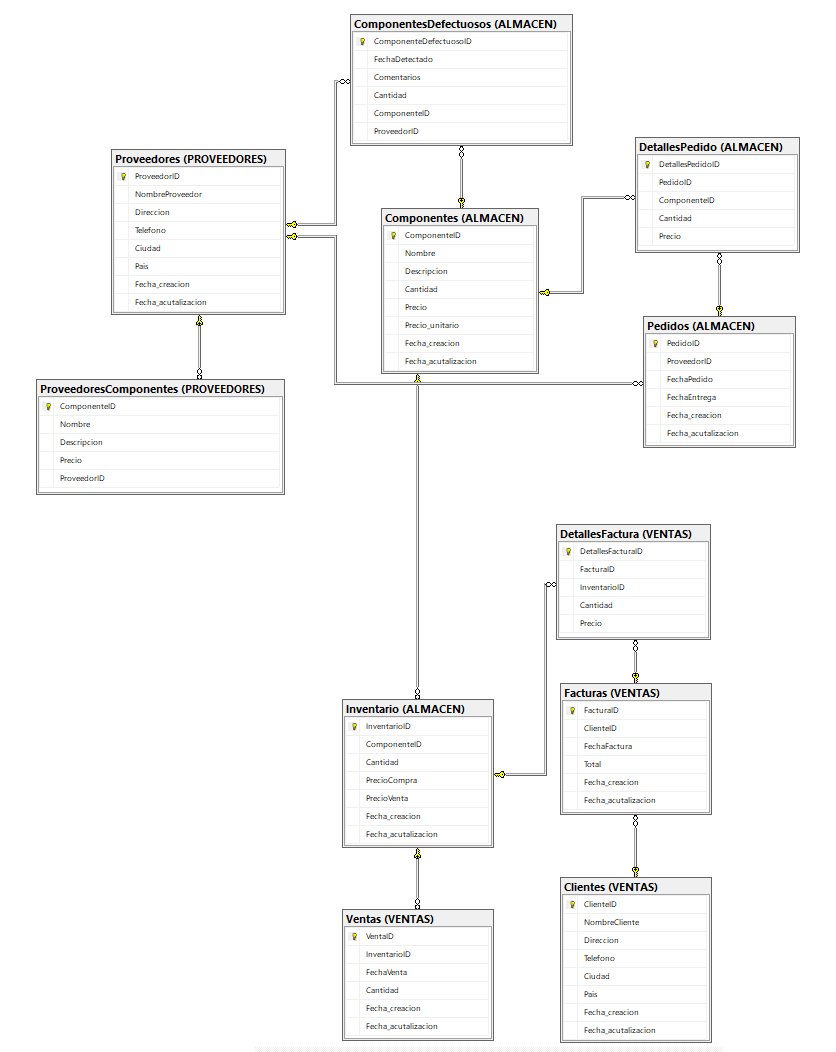 ComponentesDefectuosos (ALMACEN)
ComponenteDefectuosoID
FechaDetectado
Comentarios
Cantidad
ComponenteID
ProveedorID
Proveedores (PROVEEDORES)
ProveedorID
NombreProveedor
Direccion
Telefono
Ciudad
Pais
Fecha_creacion
Fecha_acutalizacion
DetallesPedido (ALMACEN)
DetallesPedidoID
PedidoID
ComponenteID
Cantidad
Precio
Componentes (ALMACEN)
ComponenteID
Nombre
Descripcion
Cantidad
Precio
Precio_unitario
Fecha_creacion
Fecha_acutalizacion
Pedidos (ALMACEN)
PedidoID
ProveedorID
FechaPedido
FechaEntrega
Fecha_creacion
Fecha_acutalizacion
ProveedoresComponentes (PROVEEDORES)
ComponenteID
Nombre
Descripcion
Precio
ProveedorID
DetallesFactura (VENTAS)
DetallesFacturaID
FacturaID
InventarioID
Cantidad
Precio
Facturas (VENTAS)
FacturaID
ClienteID
FechaFactura
Total
Fecha_creacion
Fecha_acutalizacion
Inventario (ALMACEN)
InventarioID
ComponenteID
Cantidad
PrecioCompra
PrecioVenta
Fecha_creacion
Fecha_acutalizacion
Clientes (VENTAS)
ClienteID
NombreCliente
Direccion
Telefono
Ciudad
Pais
Fecha_creacion
Fecha_acutalizacion
Ventas (VENTAS)
VentaID
InventarioID
FechaVenta
Cantidad
Fecha_creacion
Fecha_acutalizacion